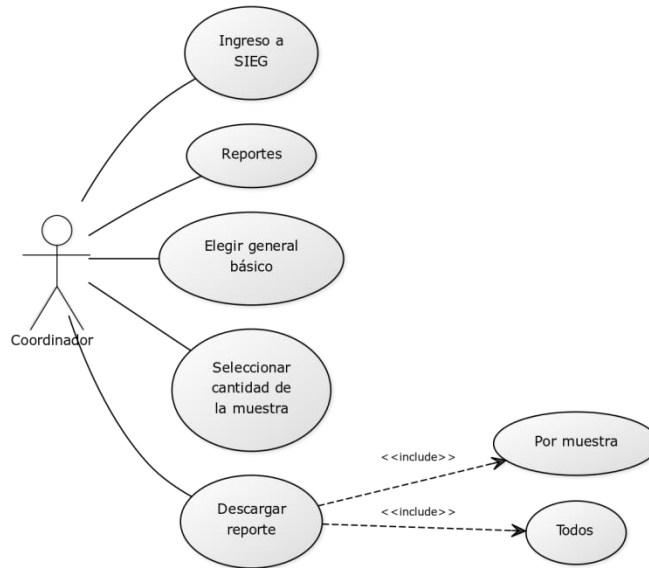 Ingreso a
SIEG
Reportes
Elegir general
básico
Coordinador
Seleccionar
cantidad de
la muestra
Por muestra
<<include>>
Descargar
reporte
<<include>>
Todos